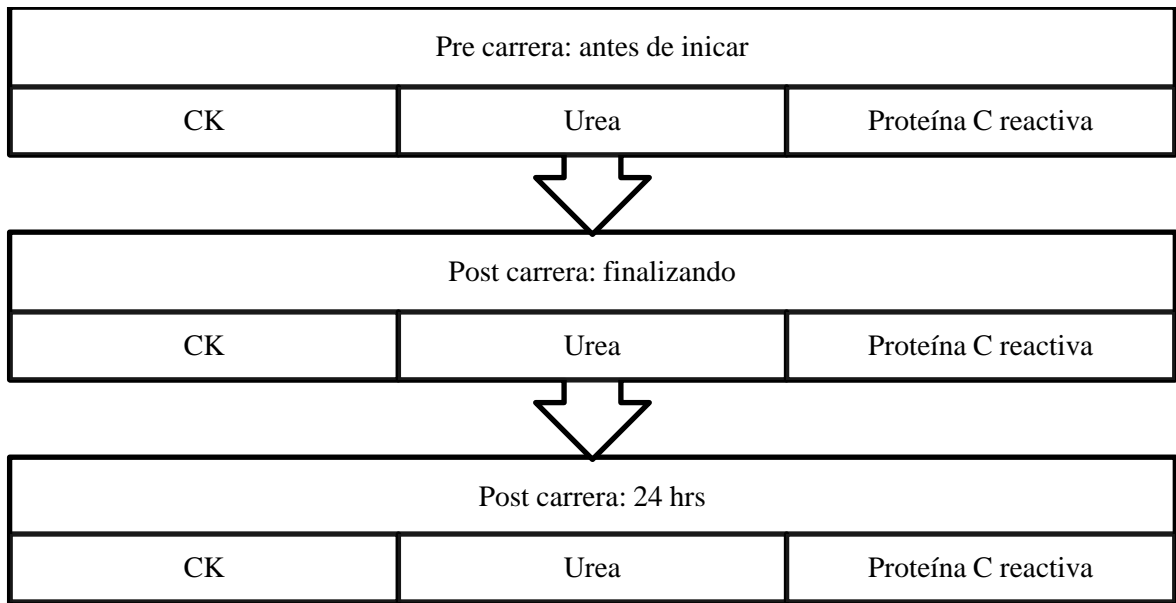 Pre carrera: antes de inicar
CK Urea Proteína C reactiva
Post carrera: finalizando
CK Urea Proteína C reactiva
Post carrera: 24 hrs
CK Urea Proteína C reactiva